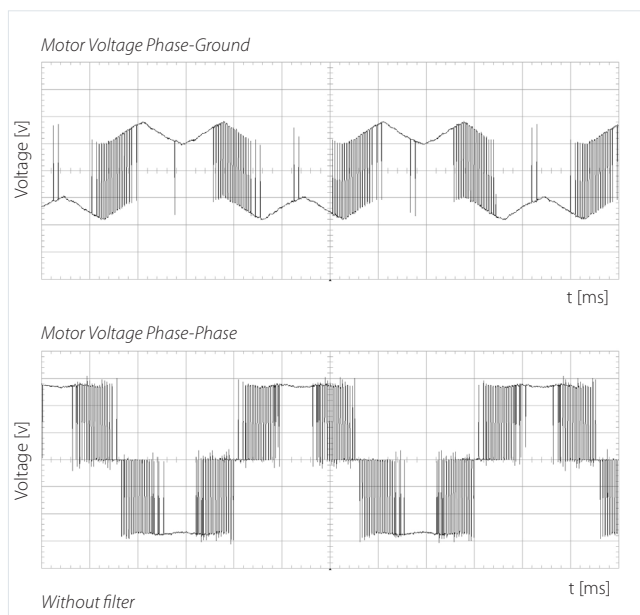 Motor Voltage Phase-Ground
Voltage [v]
t [ms]
Motor Voltage Phase-Phase
Voltage [v]
t [ms]
Without filter